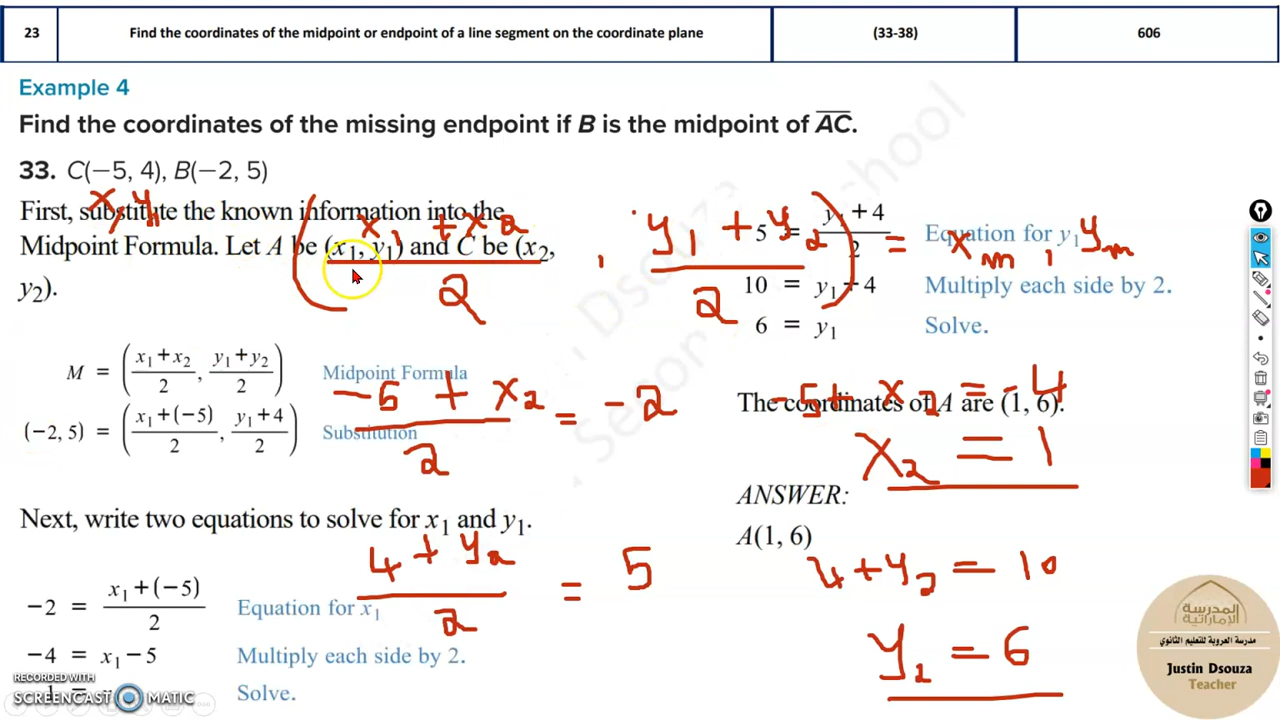 23 Find the coordinates of the midpoint or endpoint of a line segment on the coordinate plane (33-38) 606
Example 4
Find the coordinates of the missing endpoint if B is the midpoint of A̅C̅.
33. C(−5, 4), B(−2, 5)
First, substitute the known information into the
Midpoint Formula. Let A be (x₁, y₁) and C be (x₂,
y₂).
M = ((x₁ + x₂)/2, (y₁ + y₂)/2) Midpoint Formula
(−2, 5) = ((x₁ + (−5))/2, (y₁ + 4)/2) Substitution
Next, write two equations to solve for x₁ and y₁.
−2 = (x₁ + (−5))/2 Equation for x₁
−4 = x₁ − 5 Multiply each side by 2.
1 = Solve.
5 = (y₁ + 4)/2 Equation for y₁
10 = y₁ + 4 Multiply each side by 2.
6 = y₁ Solve.
The coordinates of A are (1, 6).
ANSWER:
A(1, 6)
x, y₁
((x₁ + x₂)/2, (y₁ + y₂)/2) = xₘ, yₘ
(−5 + x₂)/2 = −2
−5 + x₂ = −4
x₂ = 1
(4 + y₂)/2 = 5
4 + y₂ = 10
y₂ = 6
المدرسة
الإماراتية
مدرسة العروبة للتعليم الثانوي
Justin Dsouza
Teacher
RECORDED WITH
SCREENCAST MATIC